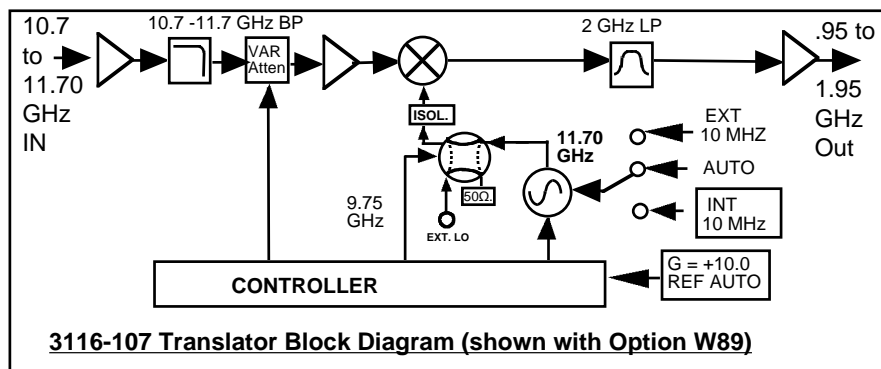 10.7
to
11.70
GHz
IN
10.7 -11.7 GHz BP
VAR
Atten
2 GHz LP
.95 to
1.95
GHz
Out
ISOL.
11.70
GHz
EXT
10 MHZ
AUTO
INT
10 MHz
9.75
GHz
50Ω.
EXT. LO
CONTROLLER
G = +10.0
REF AUTO
3116-107 Translator Block Diagram (shown with Option W89)